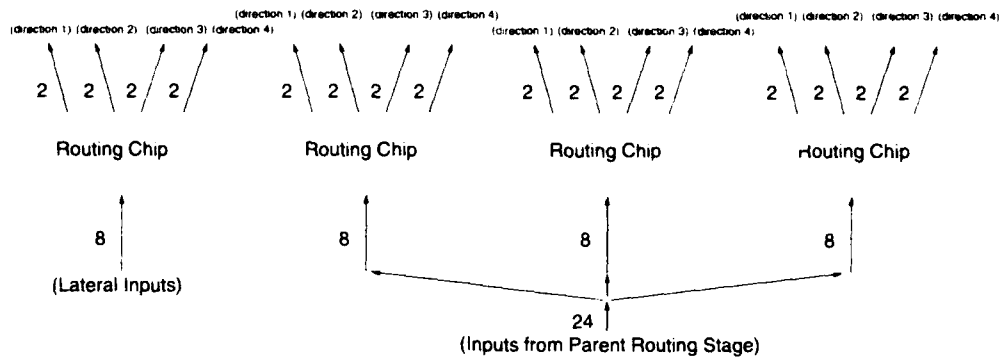 (direction 1) (direction 2) (direction 3) (direction 4)
(direction 1) (direction 2) (direction 3) (direction 4)
(direction 1) (direction 2) (direction 3) (direction 4)
(direction 1) (direction 2) (direction 3) (direction 4)
2 2 2 2
2 2 2 2
2 2 2 2
2 2 2 2
Routing Chip
Routing Chip
Routing Chip
Routing Chip
8
8
8
8
(Lateral Inputs)
24
(Inputs from Parent Routing Stage)